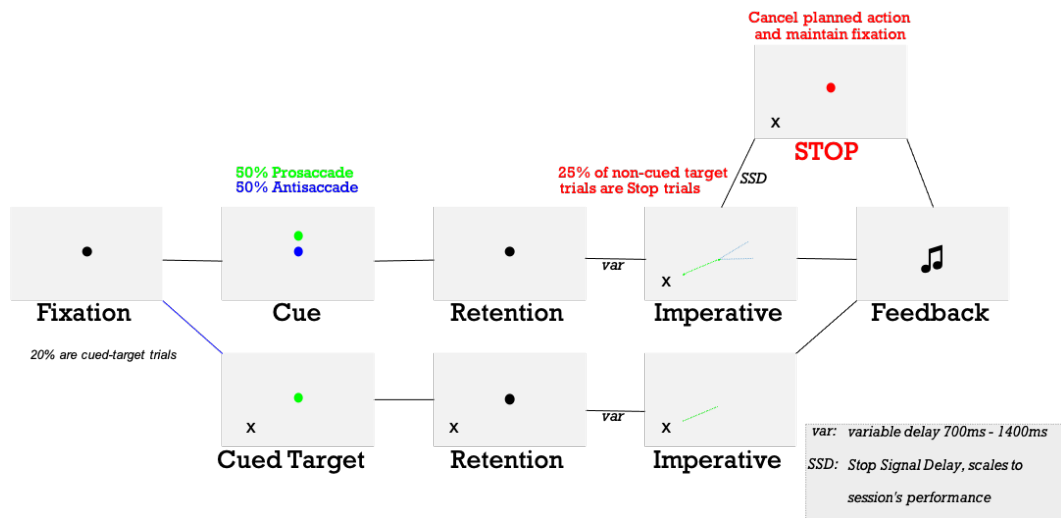 Cancel planned action
and maintain fixation
x
STOP
50% Prosaccade
50% Antisaccade
25% of non-cued target
trials are Stop trials
SSD
var
x
Fixation
Cue
Retention
Imperative
Feedback
20% are cued-target trials
x
x
var
x
Cued Target
Retention
Imperative
var: variable delay 700ms - 1400ms
SSD: Stop Signal Delay, scales to
session's performance